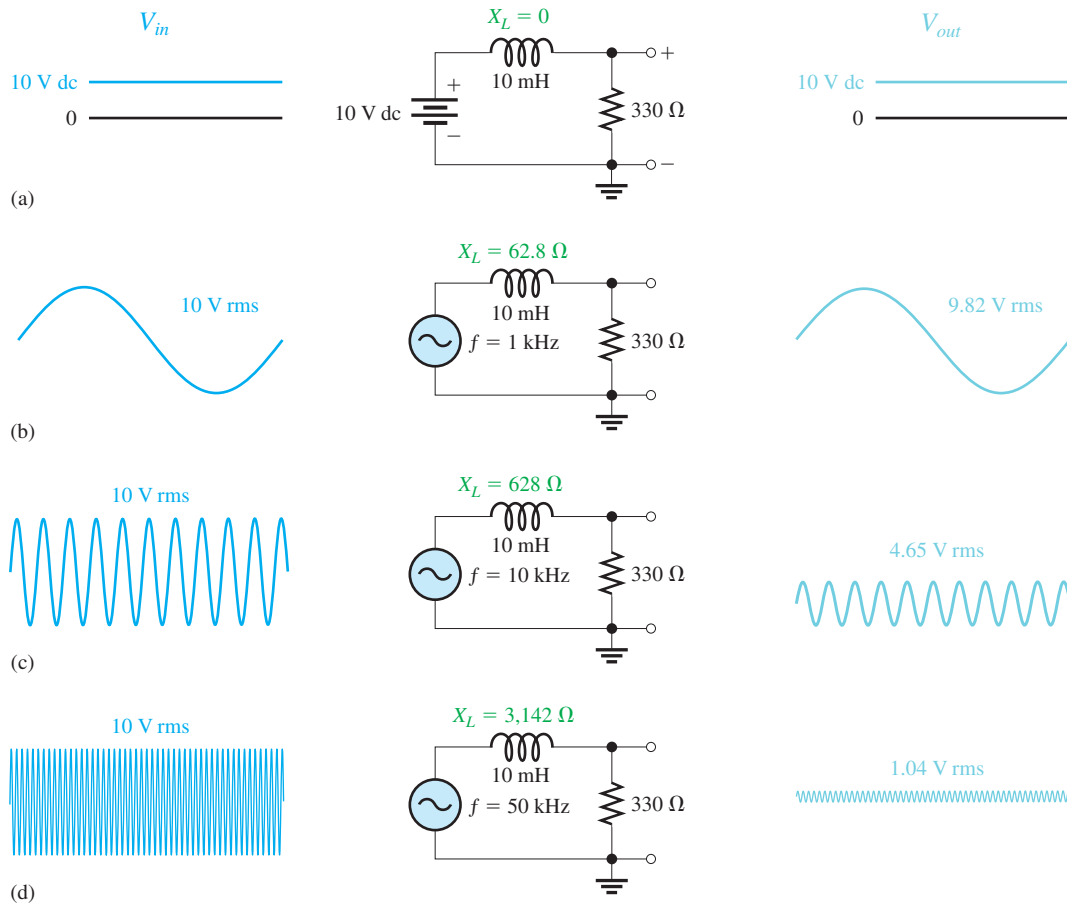 V_in
X_L = 0
V_out
10 V dc
0
10 mH
10 V dc
+
−
330 Ω
+
−
10 V dc
0
(a)
X_L = 62.8 Ω
10 V rms
10 mH
f = 1 kHz
330 Ω
9.82 V rms
(b)
10 V rms
X_L = 628 Ω
10 mH
f = 10 kHz
330 Ω
4.65 V rms
(c)
10 V rms
X_L = 3,142 Ω
10 mH
f = 50 kHz
330 Ω
1.04 V rms
(d)